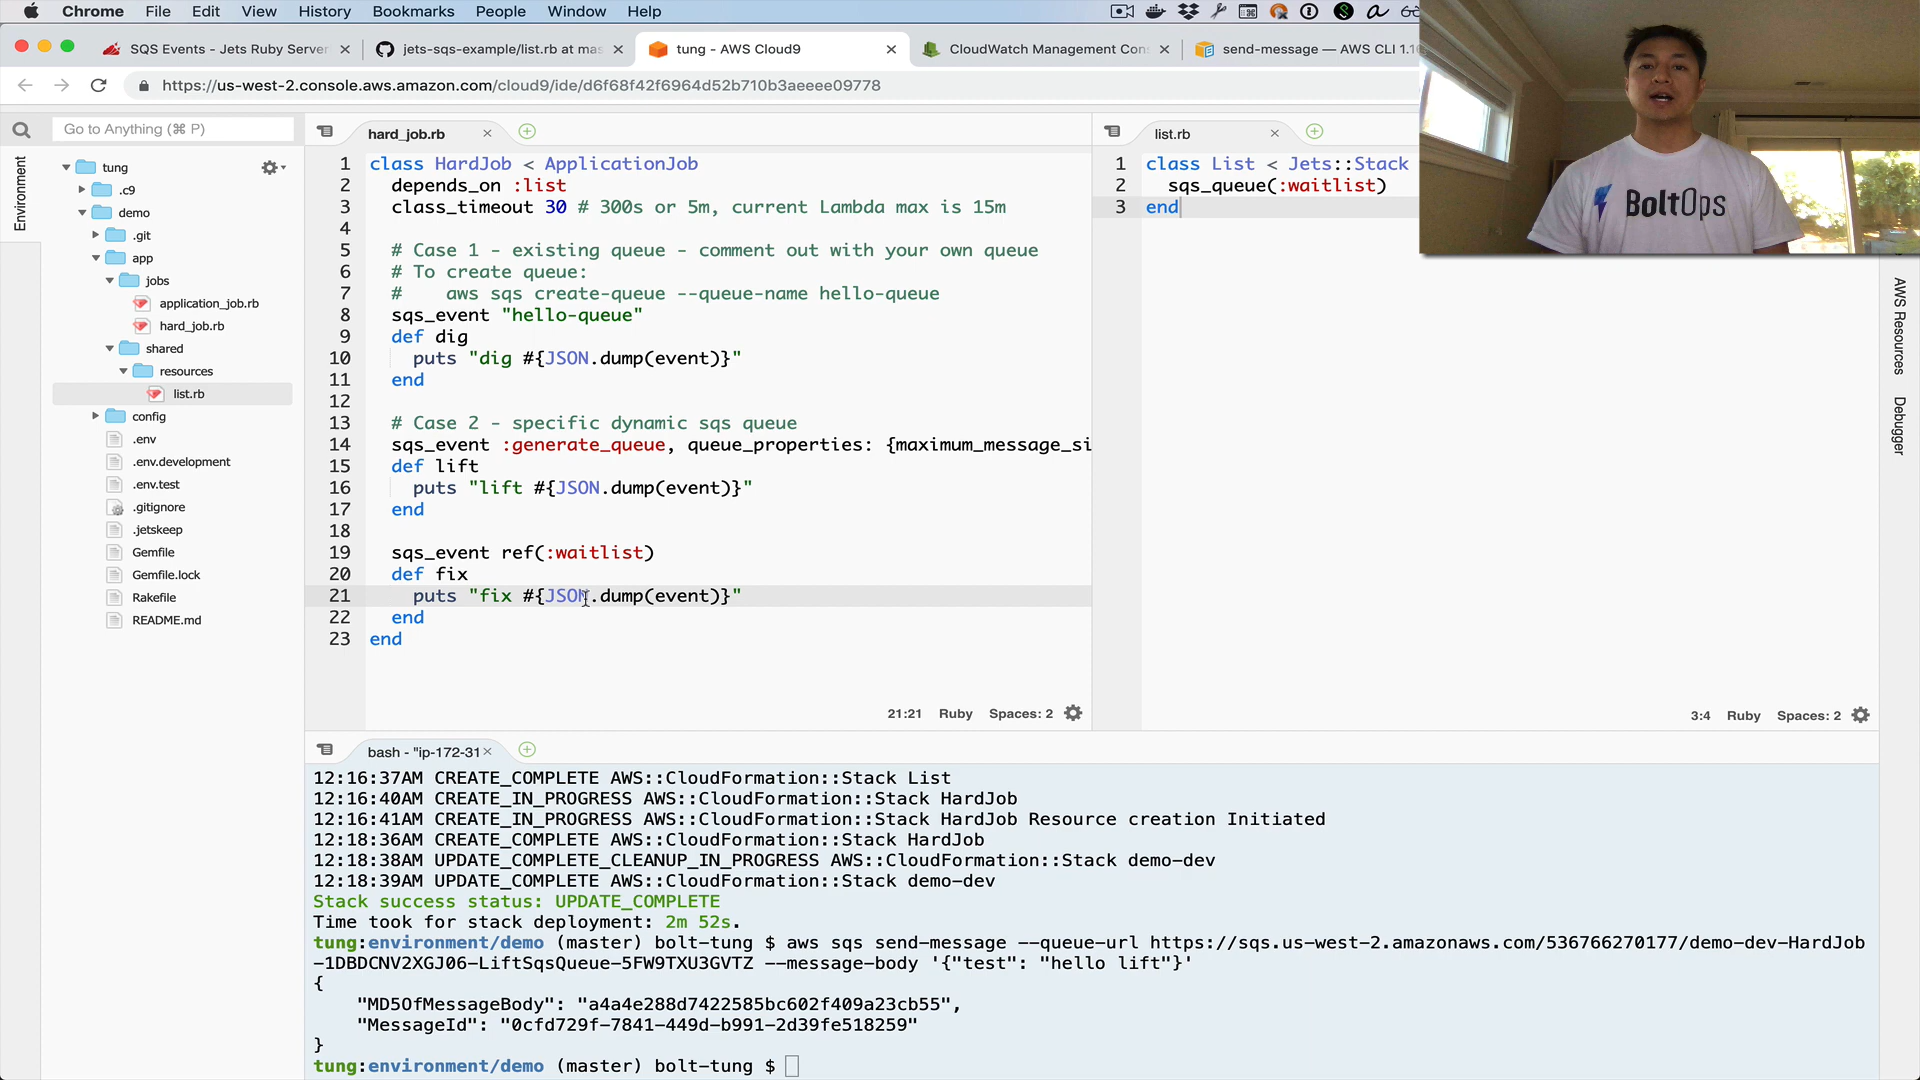 Chrome File Edit View History Bookmarks People Window Help
SQS Events - Jets Ruby Server
jets-sqs-example/list.rb at mas
tung - AWS Cloud9
CloudWatch Management Con
send-message — AWS CLI 1.1
https://us-west-2.console.aws.amazon.com/cloud9/ide/d6f68f42f6964d52b710b3aeeee09778
Go to Anything (⌘ P)
Environment
tung
.c9
demo
.git
app
jobs
application_job.rb
hard_job.rb
shared
resources
list.rb
config
.env
.env.development
.env.test
.gitignore
.jetskeep
Gemfile
Gemfile.lock
Rakefile
README.md
hard_job.rb
1 class HardJob < ApplicationJob
2 depends_on :list
3 class_timeout 30 # 300s or 5m, current Lambda max is 15m
4
5 # Case 1 - existing queue - comment out with your own queue
6 # To create queue:
7 # aws sqs create-queue --queue-name hello-queue
8 sqs_event "hello-queue"
9 def dig
10 puts "dig #{JSON.dump(event)}"
11 end
12
13 # Case 2 - specific dynamic sqs queue
14 sqs_event :generate_queue, queue_properties: {maximum_message_si
15 def lift
16 puts "lift #{JSON.dump(event)}"
17 end
18
19 sqs_event ref(:waitlist)
20 def fix
21 puts "fix #{JSON.dump(event)}"
22 end
23 end
21:21 Ruby Spaces: 2
list.rb
1 class List < Jets::Stack
2 sqs_queue(:waitlist)
3 end
3:4 Ruby Spaces: 2
BoltOps
AWS Resources
Debugger
bash - "ip-172-31
12:16:37AM CREATE_COMPLETE AWS::CloudFormation::Stack List
12:16:40AM CREATE_IN_PROGRESS AWS::CloudFormation::Stack HardJob
12:16:41AM CREATE_IN_PROGRESS AWS::CloudFormation::Stack HardJob Resource creation Initiated
12:18:36AM CREATE_COMPLETE AWS::CloudFormation::Stack HardJob
12:18:38AM UPDATE_COMPLETE_CLEANUP_IN_PROGRESS AWS::CloudFormation::Stack demo-dev
12:18:39AM UPDATE_COMPLETE AWS::CloudFormation::Stack demo-dev
Stack success status: UPDATE_COMPLETE
Time took for stack deployment: 2m 52s.
tung:environment/demo (master) bolt-tung $ aws sqs send-message --queue-url https://sqs.us-west-2.amazonaws.com/536766270177/demo-dev-HardJob
-1DBDCNV2XGJ06-LiftSqsQueue-5FW9TXU3GVTZ --message-body '{"test": "hello lift"}'
{
"MD5OfMessageBody": "a4a4e288d7422585bc602f409a23cb55",
"MessageId": "0cfd729f-7841-449d-b991-2d39fe518259"
}
tung:environment/demo (master) bolt-tung $